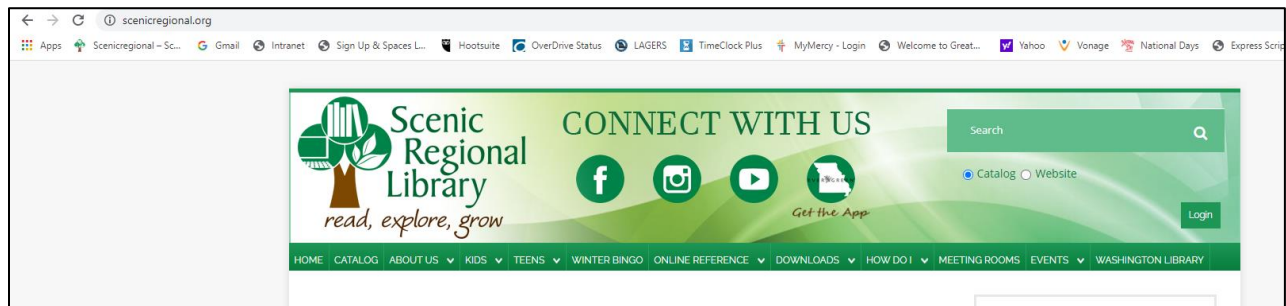 scenicregional.org
Apps Scenicregional – Sc... Gmail Intranet Sign Up & Spaces L... Hootsuite OverDrive Status LAGERS TimeClock Plus MyMercy - Login Welcome to Great... Yahoo Vonage National Days Express Scrip
Scenic
Regional
Library
read, explore, grow
CONNECT WITH US
Get the App
Search
Catalog Website
Login
HOME CATALOG ABOUT US KIDS TEENS WINTER BINGO ONLINE REFERENCE DOWNLOADS HOW DO I MEETING ROOMS EVENTS WASHINGTON LIBRARY